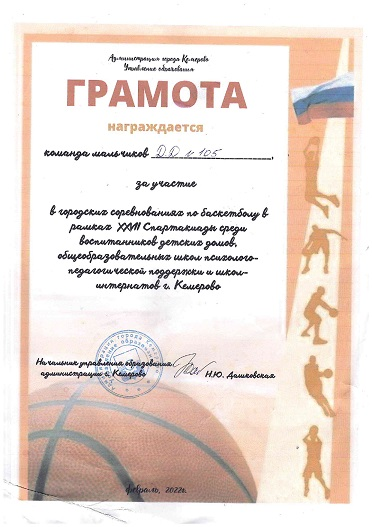 Администрация города Кемерово
Управление образования
ГРАМОТА
награждается
команда мальчиков ДД № 105,
за участие
в городских соревнованиях по баскетболу в
рамках XXVII Спартакиады среди
воспитанников детских домов,
общеобразовательных школ психолого-
педагогической поддержки и школ-
интернатов г. Кемерово
Начальник управления образования
администрации г. Кемерово
Н.Ю. Дашковская
февраль, 2022г.